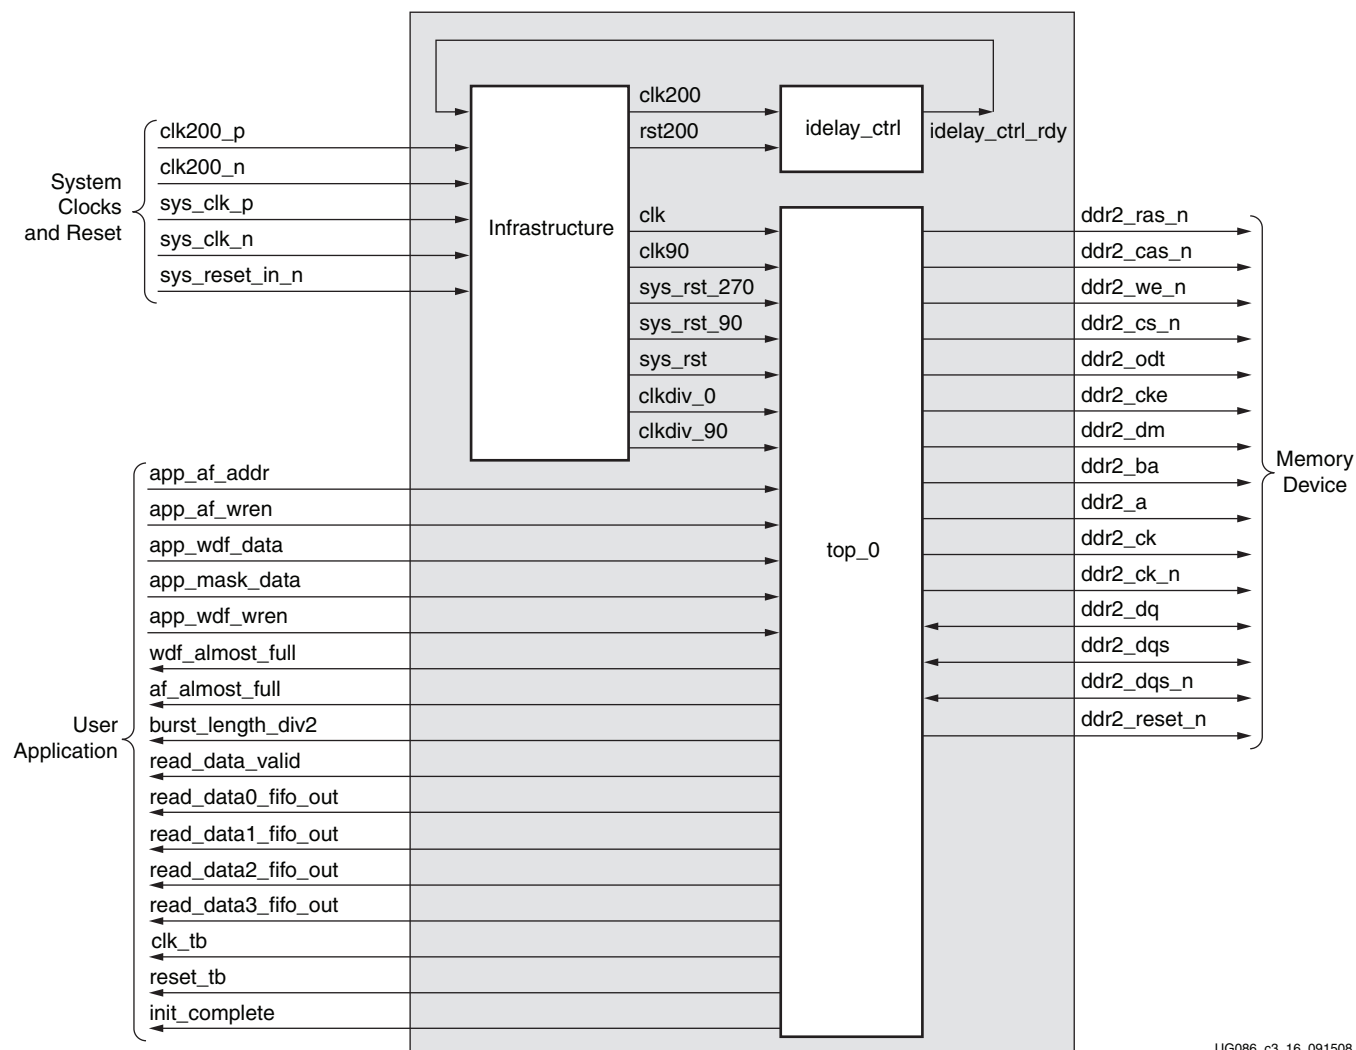 clk200
rst200
idelay_ctrl
idelay_ctrl_rdy
System
Clocks
and Reset
clk200_p
clk200_n
sys_clk_p
sys_clk_n
sys_reset_in_n
Infrastructure
clk
clk90
sys_rst_270
sys_rst_90
sys_rst
clkdiv_0
clkdiv_90
top_0
User
Application
app_af_addr
app_af_wren
app_wdf_data
app_mask_data
app_wdf_wren
wdf_almost_full
af_almost_full
burst_length_div2
read_data_valid
read_data0_fifo_out
read_data1_fifo_out
read_data2_fifo_out
read_data3_fifo_out
clk_tb
reset_tb
init_complete
ddr2_ras_n
ddr2_cas_n
ddr2_we_n
ddr2_cs_n
ddr2_odt
ddr2_cke
ddr2_dm
ddr2_ba
ddr2_a
ddr2_ck
ddr2_ck_n
ddr2_dq
ddr2_dqs
ddr2_dqs_n
ddr2_reset_n
Memory
Device
UG086_c3_16_091508